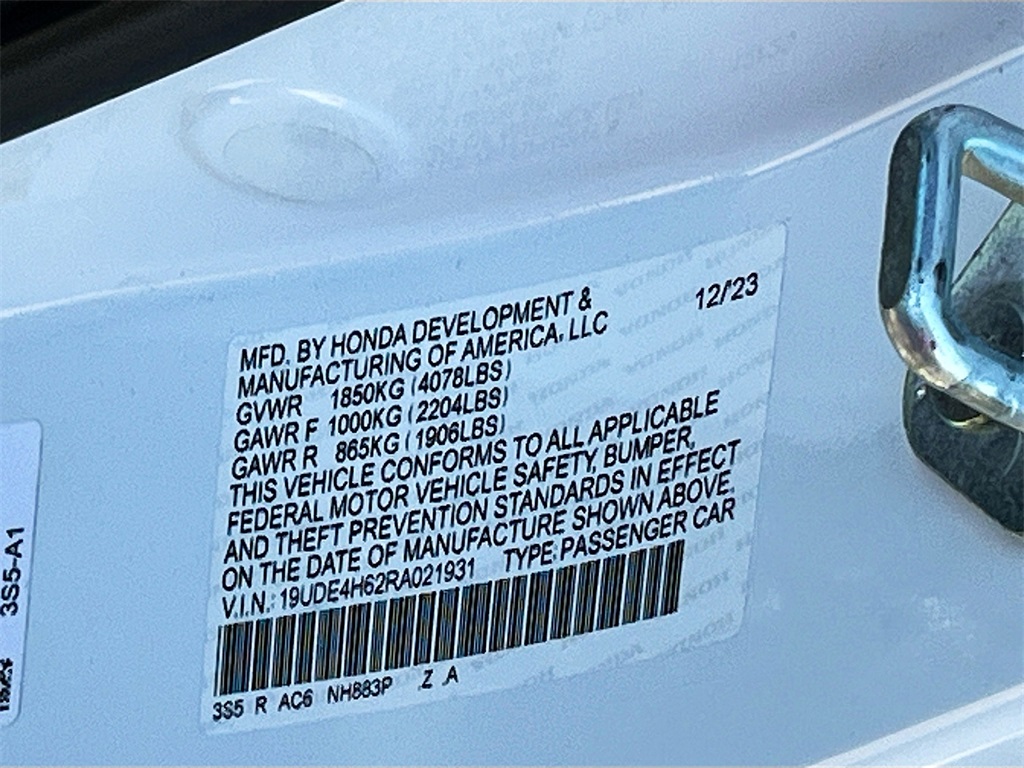 MFD. BY HONDA DEVELOPMENT & 12/'23
MANUFACTURING OF AMERICA, LLC
GVWR 1850KG (4078LBS)
GAWR F 1000KG (2204LBS)
GAWR R 865KG (1906LBS)
THIS VEHICLE CONFORMS TO ALL APPLICABLE
FEDERAL MOTOR VEHICLE SAFETY, BUMPER,
AND THEFT PREVENTION STANDARDS IN EFFECT
ON THE DATE OF MANUFACTURE SHOWN ABOVE.
V.I.N.: 19UDE4H62RA021931 TYPE: PASSENGER CAR
3S5 R AC6 NH883P Z A
3S5-A1